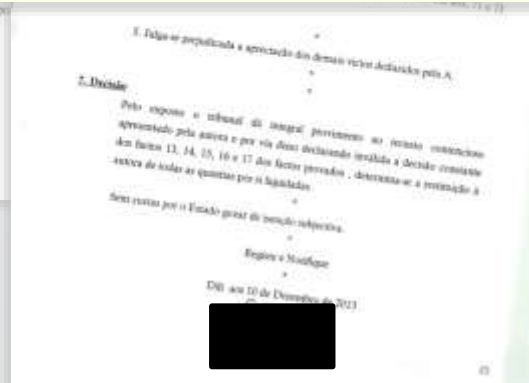 5. Julga-se prejudicada a apreciação dos demais vícios deduzidos pela A.
*
*
*
7. Decisão
Pelo exposto o tribunal dá integral provimento ao recurso contencioso
apresentado pela autora e por via disso declarando inválida a decisão constante
dos factos 13, 14, 15, 16 e 17 dos factos provados , determina-se a restituição à
autora de todas as quantias por si liquidadas.
*
Sem custas por o Estado gozar de isenção subjectiva.
*
Registe e Notifique
*
Díli aos 10 de Dezembro de 2013